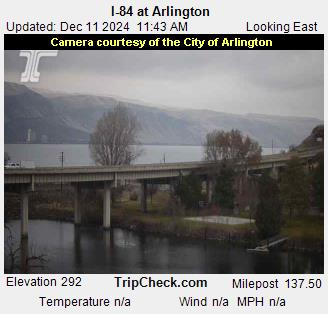 I-84 at Arlington
Updated: Dec 11 2024 11:43 AM Looking East
Camera courtesy of the City of Arlington
Elevation 292 TripCheck.com Milepost 137.50
Temperature n/a Wind n/a MPH n/a